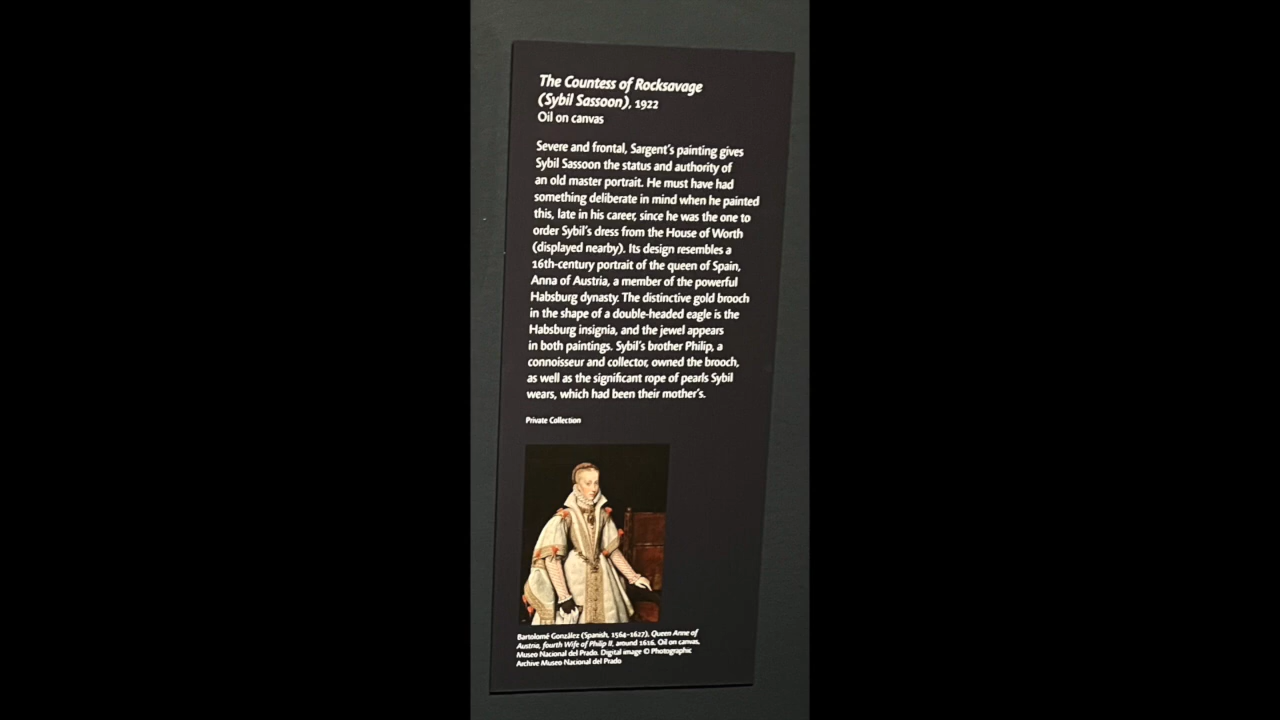 The Countess of Rocksavage
(Sybil Sassoon), 1922
Oil on canvas
Severe and frontal, Sargent's painting gives
Sybil Sassoon the status and authority of
an old master portrait. He must have had
something deliberate in mind when he painted
this, late in his career, since he was the one to
order Sybil's dress from the House of Worth
(displayed nearby). Its design resembles a
16th-century portrait of the queen of Spain,
Anna of Austria, a member of the powerful
Habsburg dynasty. The distinctive gold brooch
in the shape of a double-headed eagle is the
Habsburg insignia, and the jewel appears
in both paintings. Sybil's brother Philip, a
connoisseur and collector, owned the brooch,
as well as the significant rope of pearls Sybil
wears, which had been their mother's.
Private Collection
Bartolomé González (Spanish, 1564–1627), Queen Anne of
Austria, fourth Wife of Philip II, around 1616. Oil on canvas,
Museo Nacional del Prado. Digital image © Photographic
Archive Museo Nacional del Prado